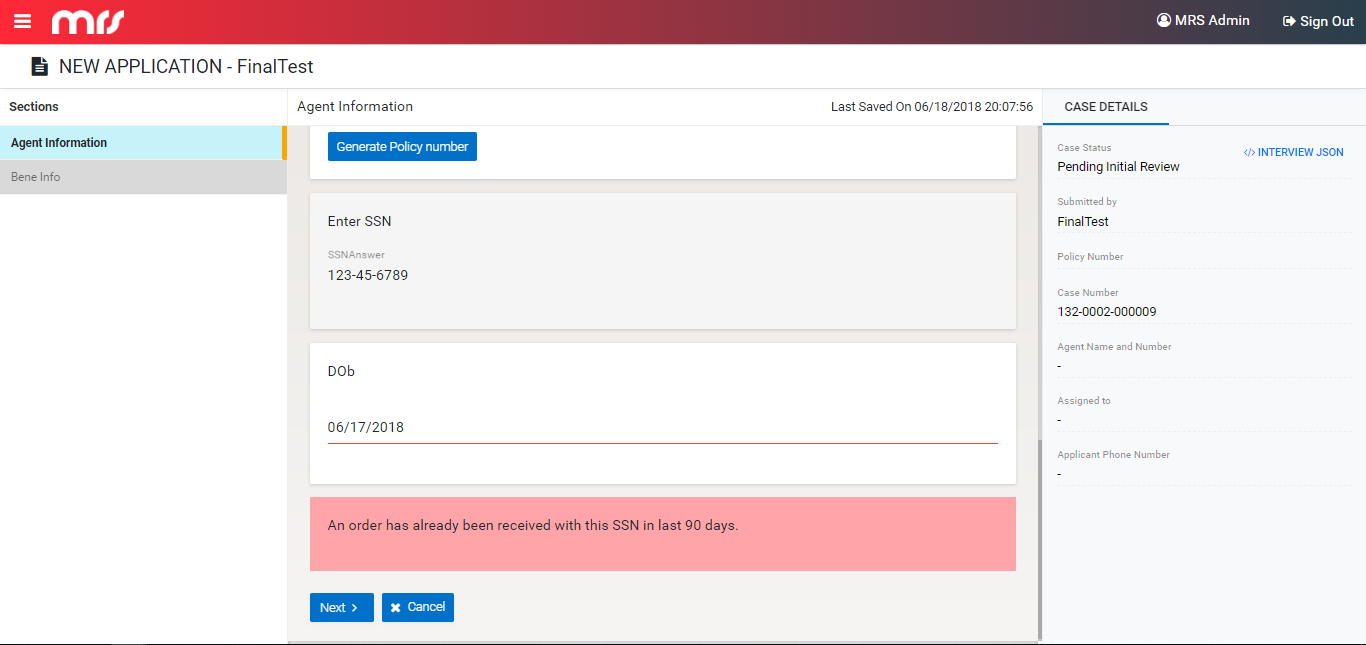 mrs
MRS Admin
Sign Out
NEW APPLICATION - FinalTest
Sections
Agent Information
Bene Info
Agent Information
Last Saved On 06/18/2018 20:07:56
Generate Policy number
Enter SSN
SSNAnswer
123-45-6789
DOb
06/17/2018
An order has already been received with this SSN in last 90 days.
Next
Cancel
CASE DETAILS
Case Status
</> INTERVIEW JSON
Pending Initial Review
Submitted by
FinalTest
Policy Number
Case Number
132-0002-000009
Agent Name and Number
-
Assigned to
-
Applicant Phone Number
-